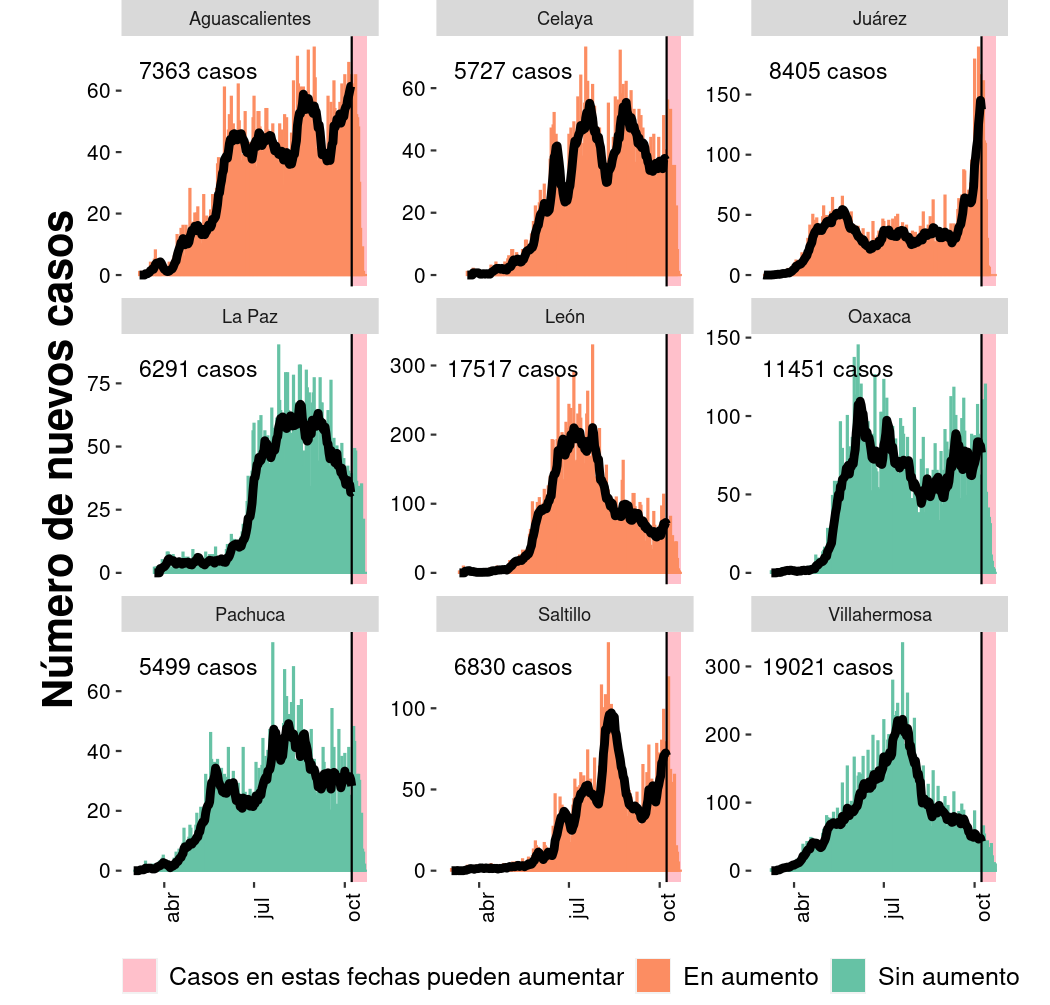 Número de nuevos casos
Aguascalientes
Celaya
Juárez
7363 casos
5727 casos
8405 casos
60
40
20
0
60
40
20
0
150
100
50
0
La Paz
León
Oaxaca
6291 casos
17517 casos
11451 casos
75
50
25
0
300
200
100
0
150
100
50
0
Pachuca
Saltillo
Villahermosa
5499 casos
6830 casos
19021 casos
60
40
20
0
100
50
0
300
200
100
0
abr
jul
oct
abr
jul
oct
abr
jul
oct
Casos en estas fechas pueden aumentar
En aumento
Sin aumento